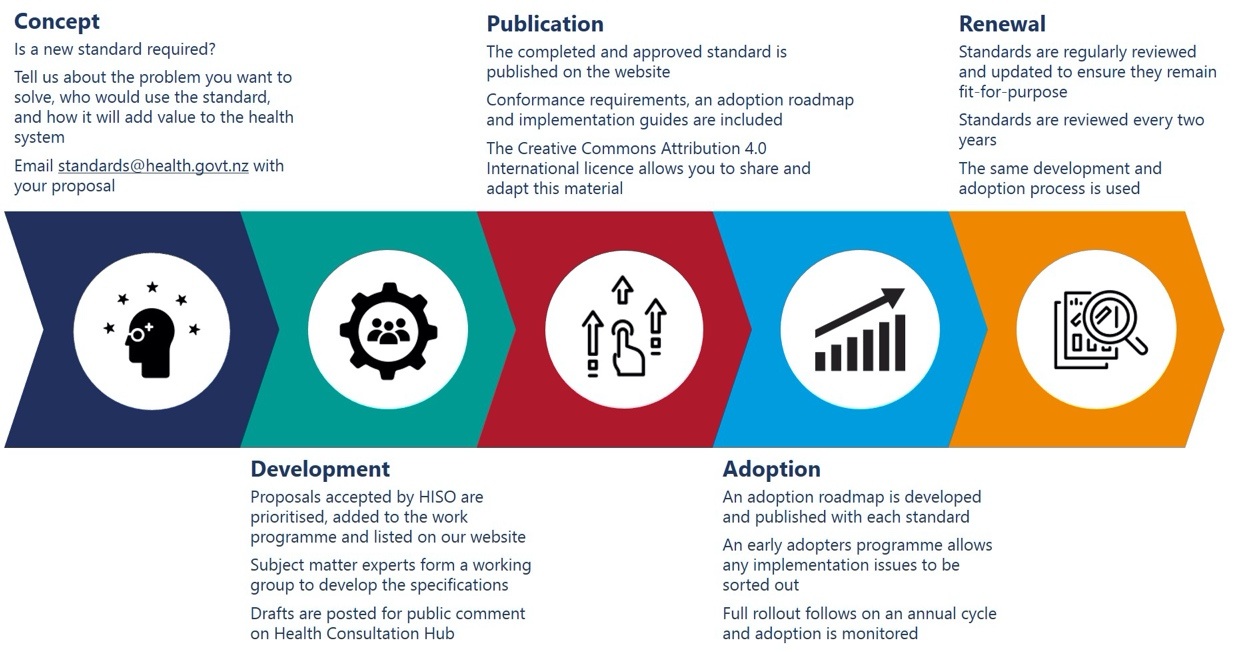 Concept
Is a new standard required?
Tell us about the problem you want to
solve, who would use the standard,
and how it will add value to the health
system
Email standards@health.govt.nz with
your proposal
Development
Proposals accepted by HISO are
prioritised, added to the work
programme and listed on our website
Subject matter experts form a working
group to develop the specifications
Drafts are posted for public comment
on Health Consultation Hub
Publication
The completed and approved standard is
published on the website
Conformance requirements, an adoption roadmap
and implementation guides are included
The Creative Commons Attribution 4.0
International licence allows you to share and
adapt this material
Adoption
An adoption roadmap is developed
and published with each standard
An early adopters programme allows
any implementation issues to be
sorted out
Full rollout follows on an annual cycle
and adoption is monitored
Renewal
Standards are regularly reviewed
and updated to ensure they remain
fit-for-purpose
Standards are reviewed every two
years
The same development and
adoption process is used